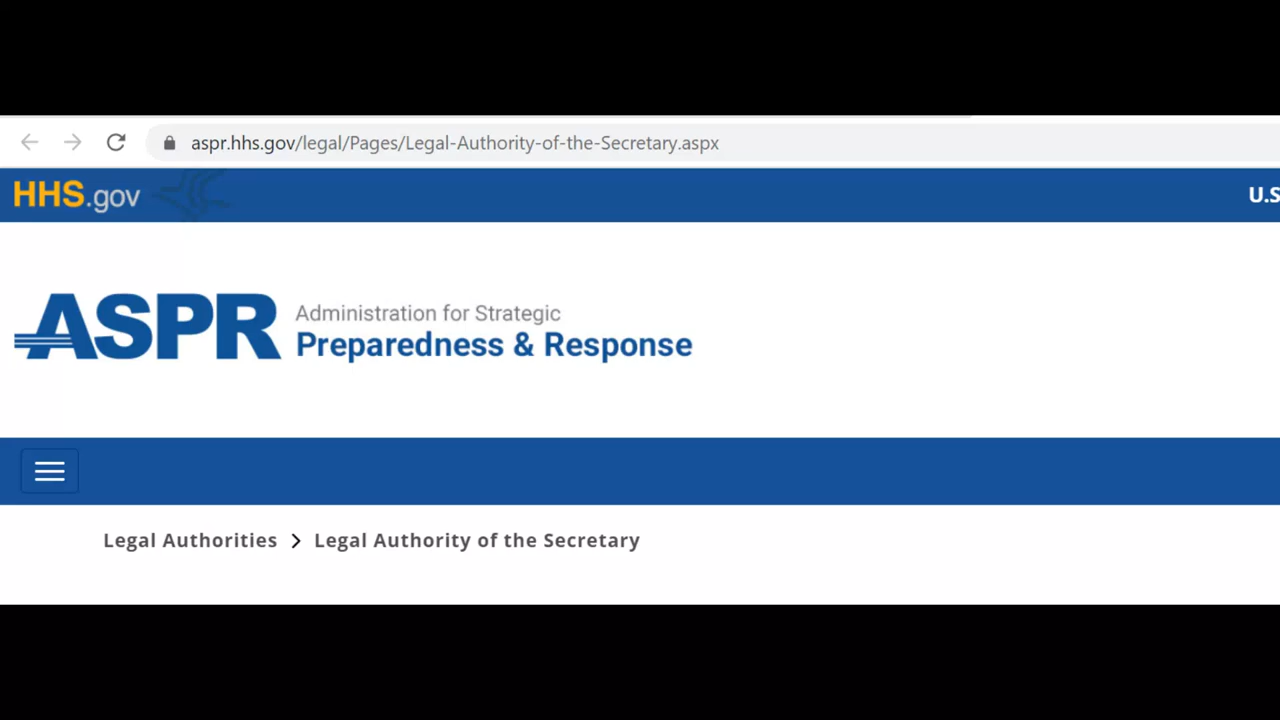 aspr.hhs.gov/legal/Pages/Legal-Authority-of-the-Secretary.aspx
HHS.gov
U.S
ASPR
Administration for Strategic
Preparedness & Response
Legal Authorities > Legal Authority of the Secretary